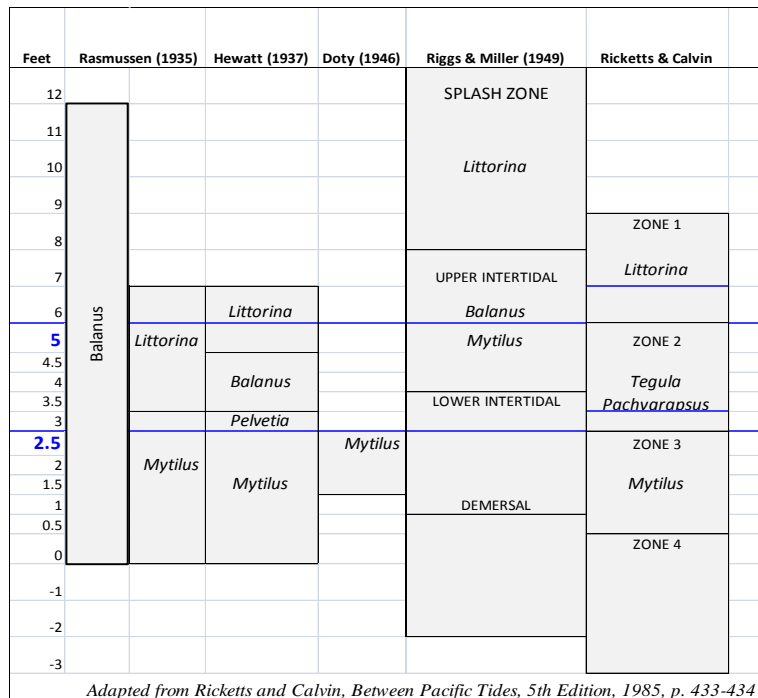 Feet Rasmussen (1935) Hewatt (1937) Doty (1946) Riggs & Miller (1949) Ricketts & Calvin
12 SPLASH ZONE
11
10 Littorina
9
8 ZONE 1
7 UPPER INTERTIDAL Littorina
6 Littorina Balanus
Balanus
5 Littorina Mytilus ZONE 2
4.5
4 Balanus Tegula
3.5 LOWER INTERTIDAL Pachyarapsus
3 Pelvetia
2.5 Mytilus ZONE 3
2 Mytilus
1.5 Mytilus Mytilus
1 DEMERSAL
0.5
0 ZONE 4
-1
-2
-3
Adapted from Ricketts and Calvin, Between Pacific Tides, 5th Edition, 1985, p. 433-434